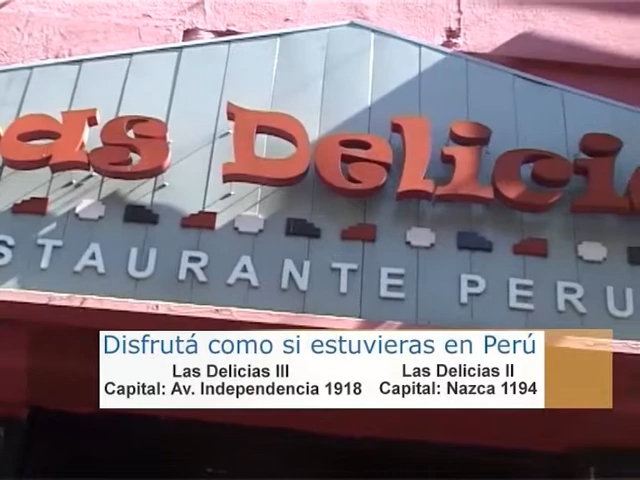 as Delici
STAURANTE PERU
Disfrutá como si estuvieras en Perú
Las Delicias III
Capital: Av. Independencia 1918
Las Delicias II
Capital: Nazca 1194